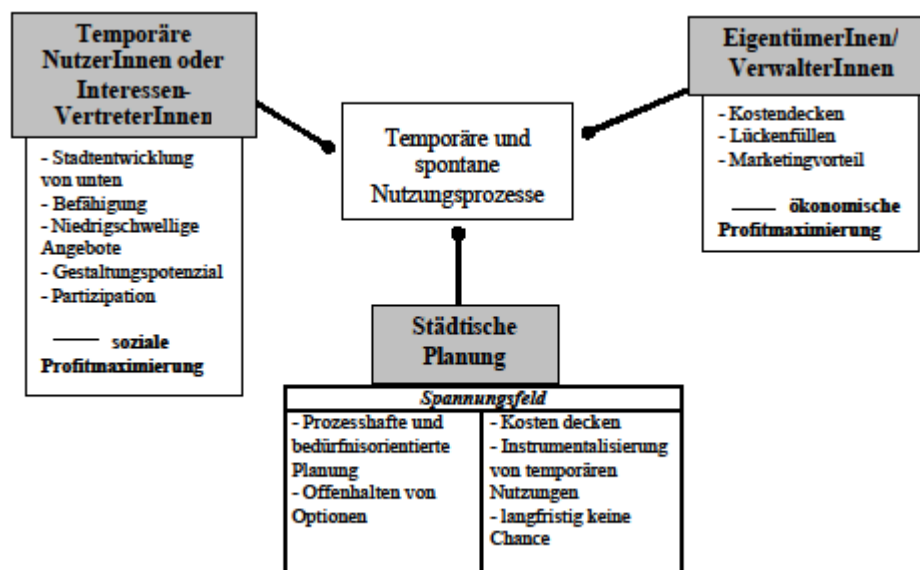 Temporäre
NutzerInnen oder
Interessen-
VertreterInnen
- Stadtentwicklung
von unten
- Befähigung
- Niedrigschwellige
Angebote
- Gestaltungspotenzial
- Partizipation
soziale
Profitmaximierung
Temporäre und
spontane
Nutzungsprozesse
EigentümerInen/
VerwalterInnen
- Kostendecken
- Lückenfüllen
- Marketingvorteil
ökonomische
Profitmaximierung
Städtische
Planung
Spannungsfeld
- Prozesshafte und
bedürfnisorientierte
Planung
- Offenhalten von
Optionen
- Kosten decken
- Instrumentalisierung
von temporären
Nutzungen
- langfristig keine
Chance